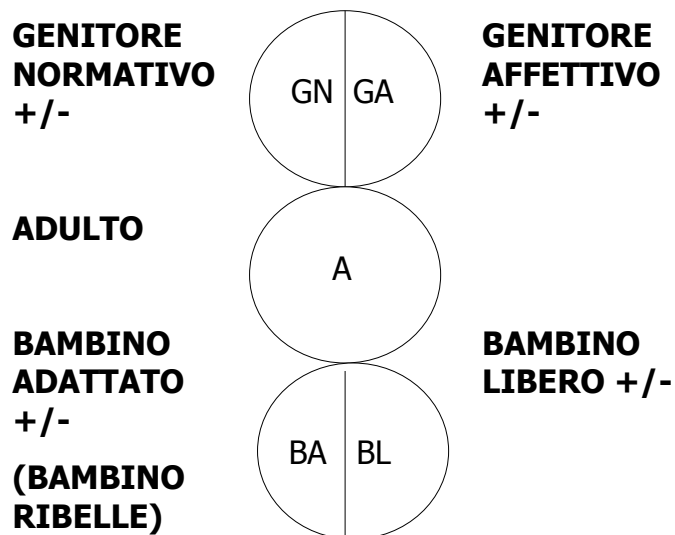 GENITORE
NORMATIVO
+/-
GN GA
GENITORE
AFFETTIVO
+/-
ADULTO
A
BAMBINO
ADATTATO
+/-
(BAMBINO
RIBELLE)
BA BL
BAMBINO
LIBERO +/-